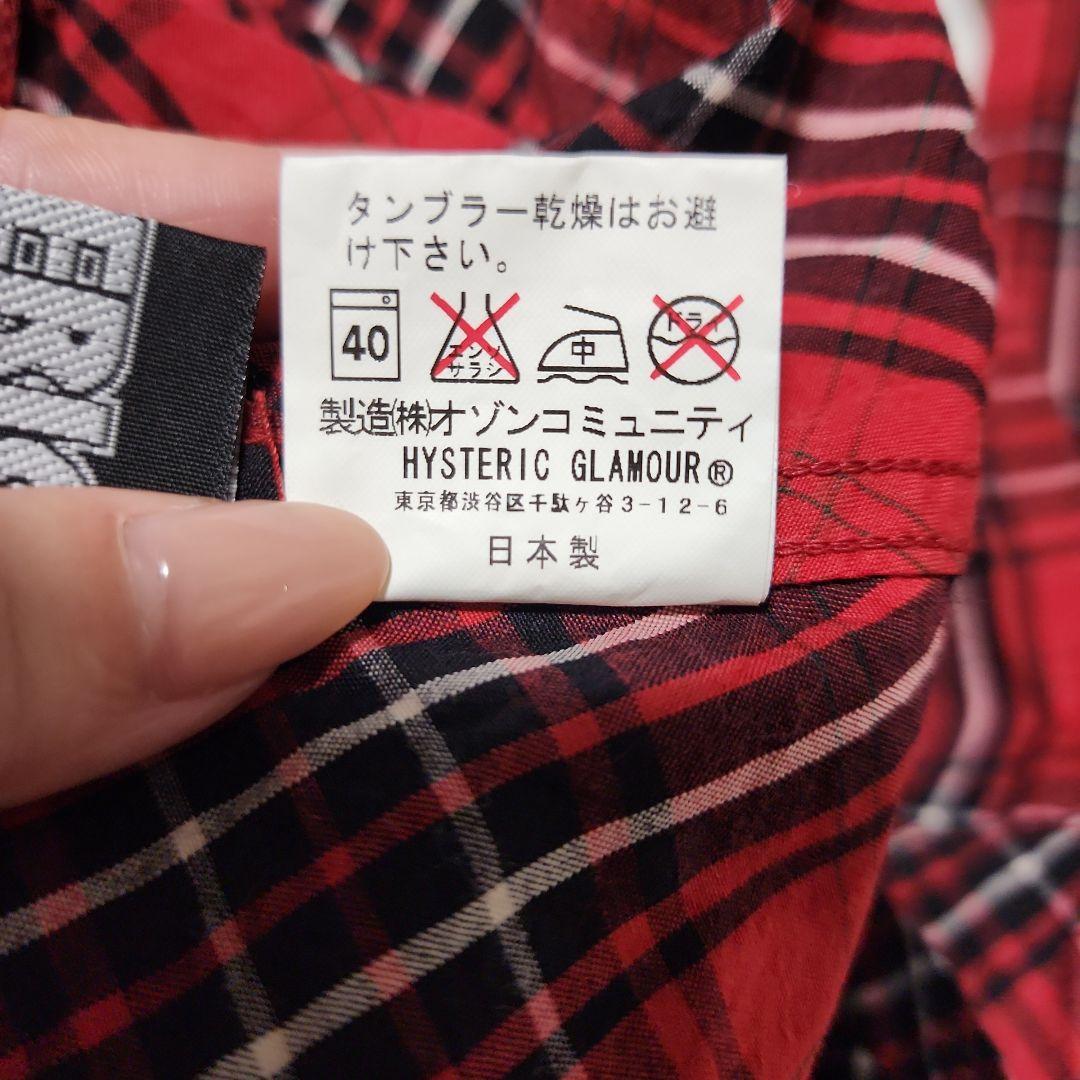 タンブラー乾燥はお避
け下さい。
40
エンソ
サラシ
中
ドライ
製造㈱オゾンコミュニティ
HYSTERIC GLAMOUR®
東京都渋谷区千駄ヶ谷3-12-6
日本製